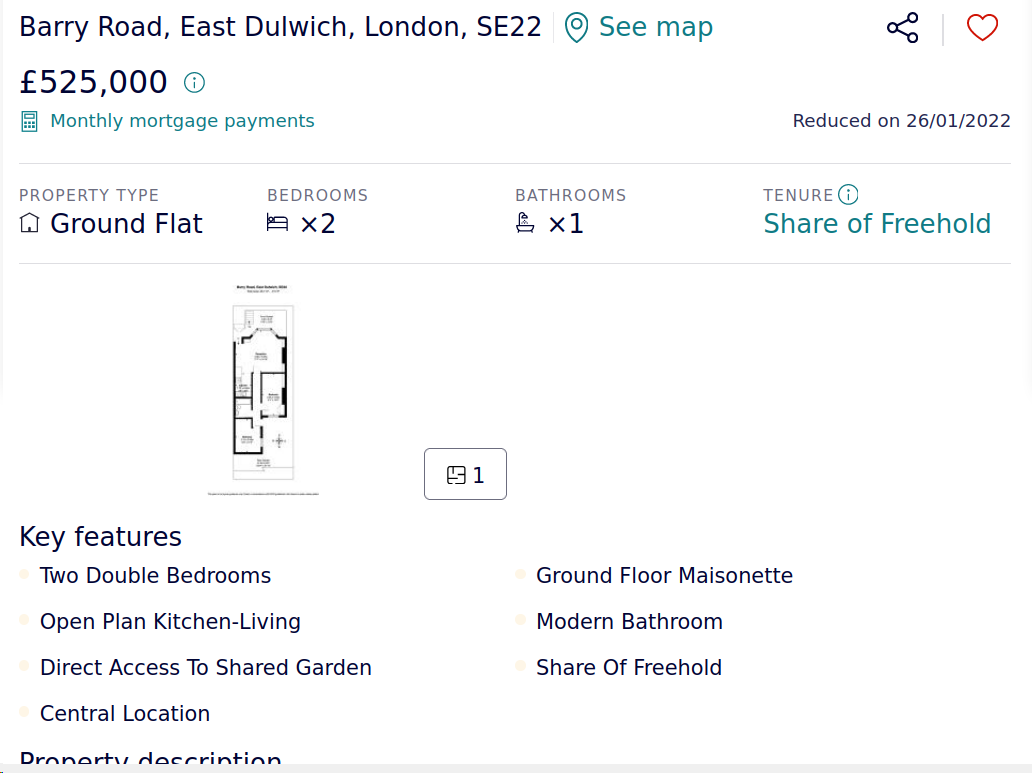 Barry Road, East Dulwich, London, SE22
See map
£525,000
Monthly mortgage payments
Reduced on 26/01/2022
PROPERTY TYPE
Ground Flat
BEDROOMS
×2
BATHROOMS
×1
TENURE
Share of Freehold
1
Key features
Two Double Bedrooms
Ground Floor Maisonette
Open Plan Kitchen-Living
Modern Bathroom
Direct Access To Shared Garden
Share Of Freehold
Central Location
Property description